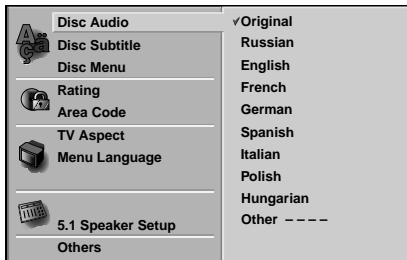 Disc Audio
Disc Subtitle
Disc Menu
Rating
Area Code
TV Aspect
Menu Language
5.1 Speaker Setup
Others
✓Original
Russian
English
French
German
Spanish
Italian
Polish
Hungarian
Other – – – –